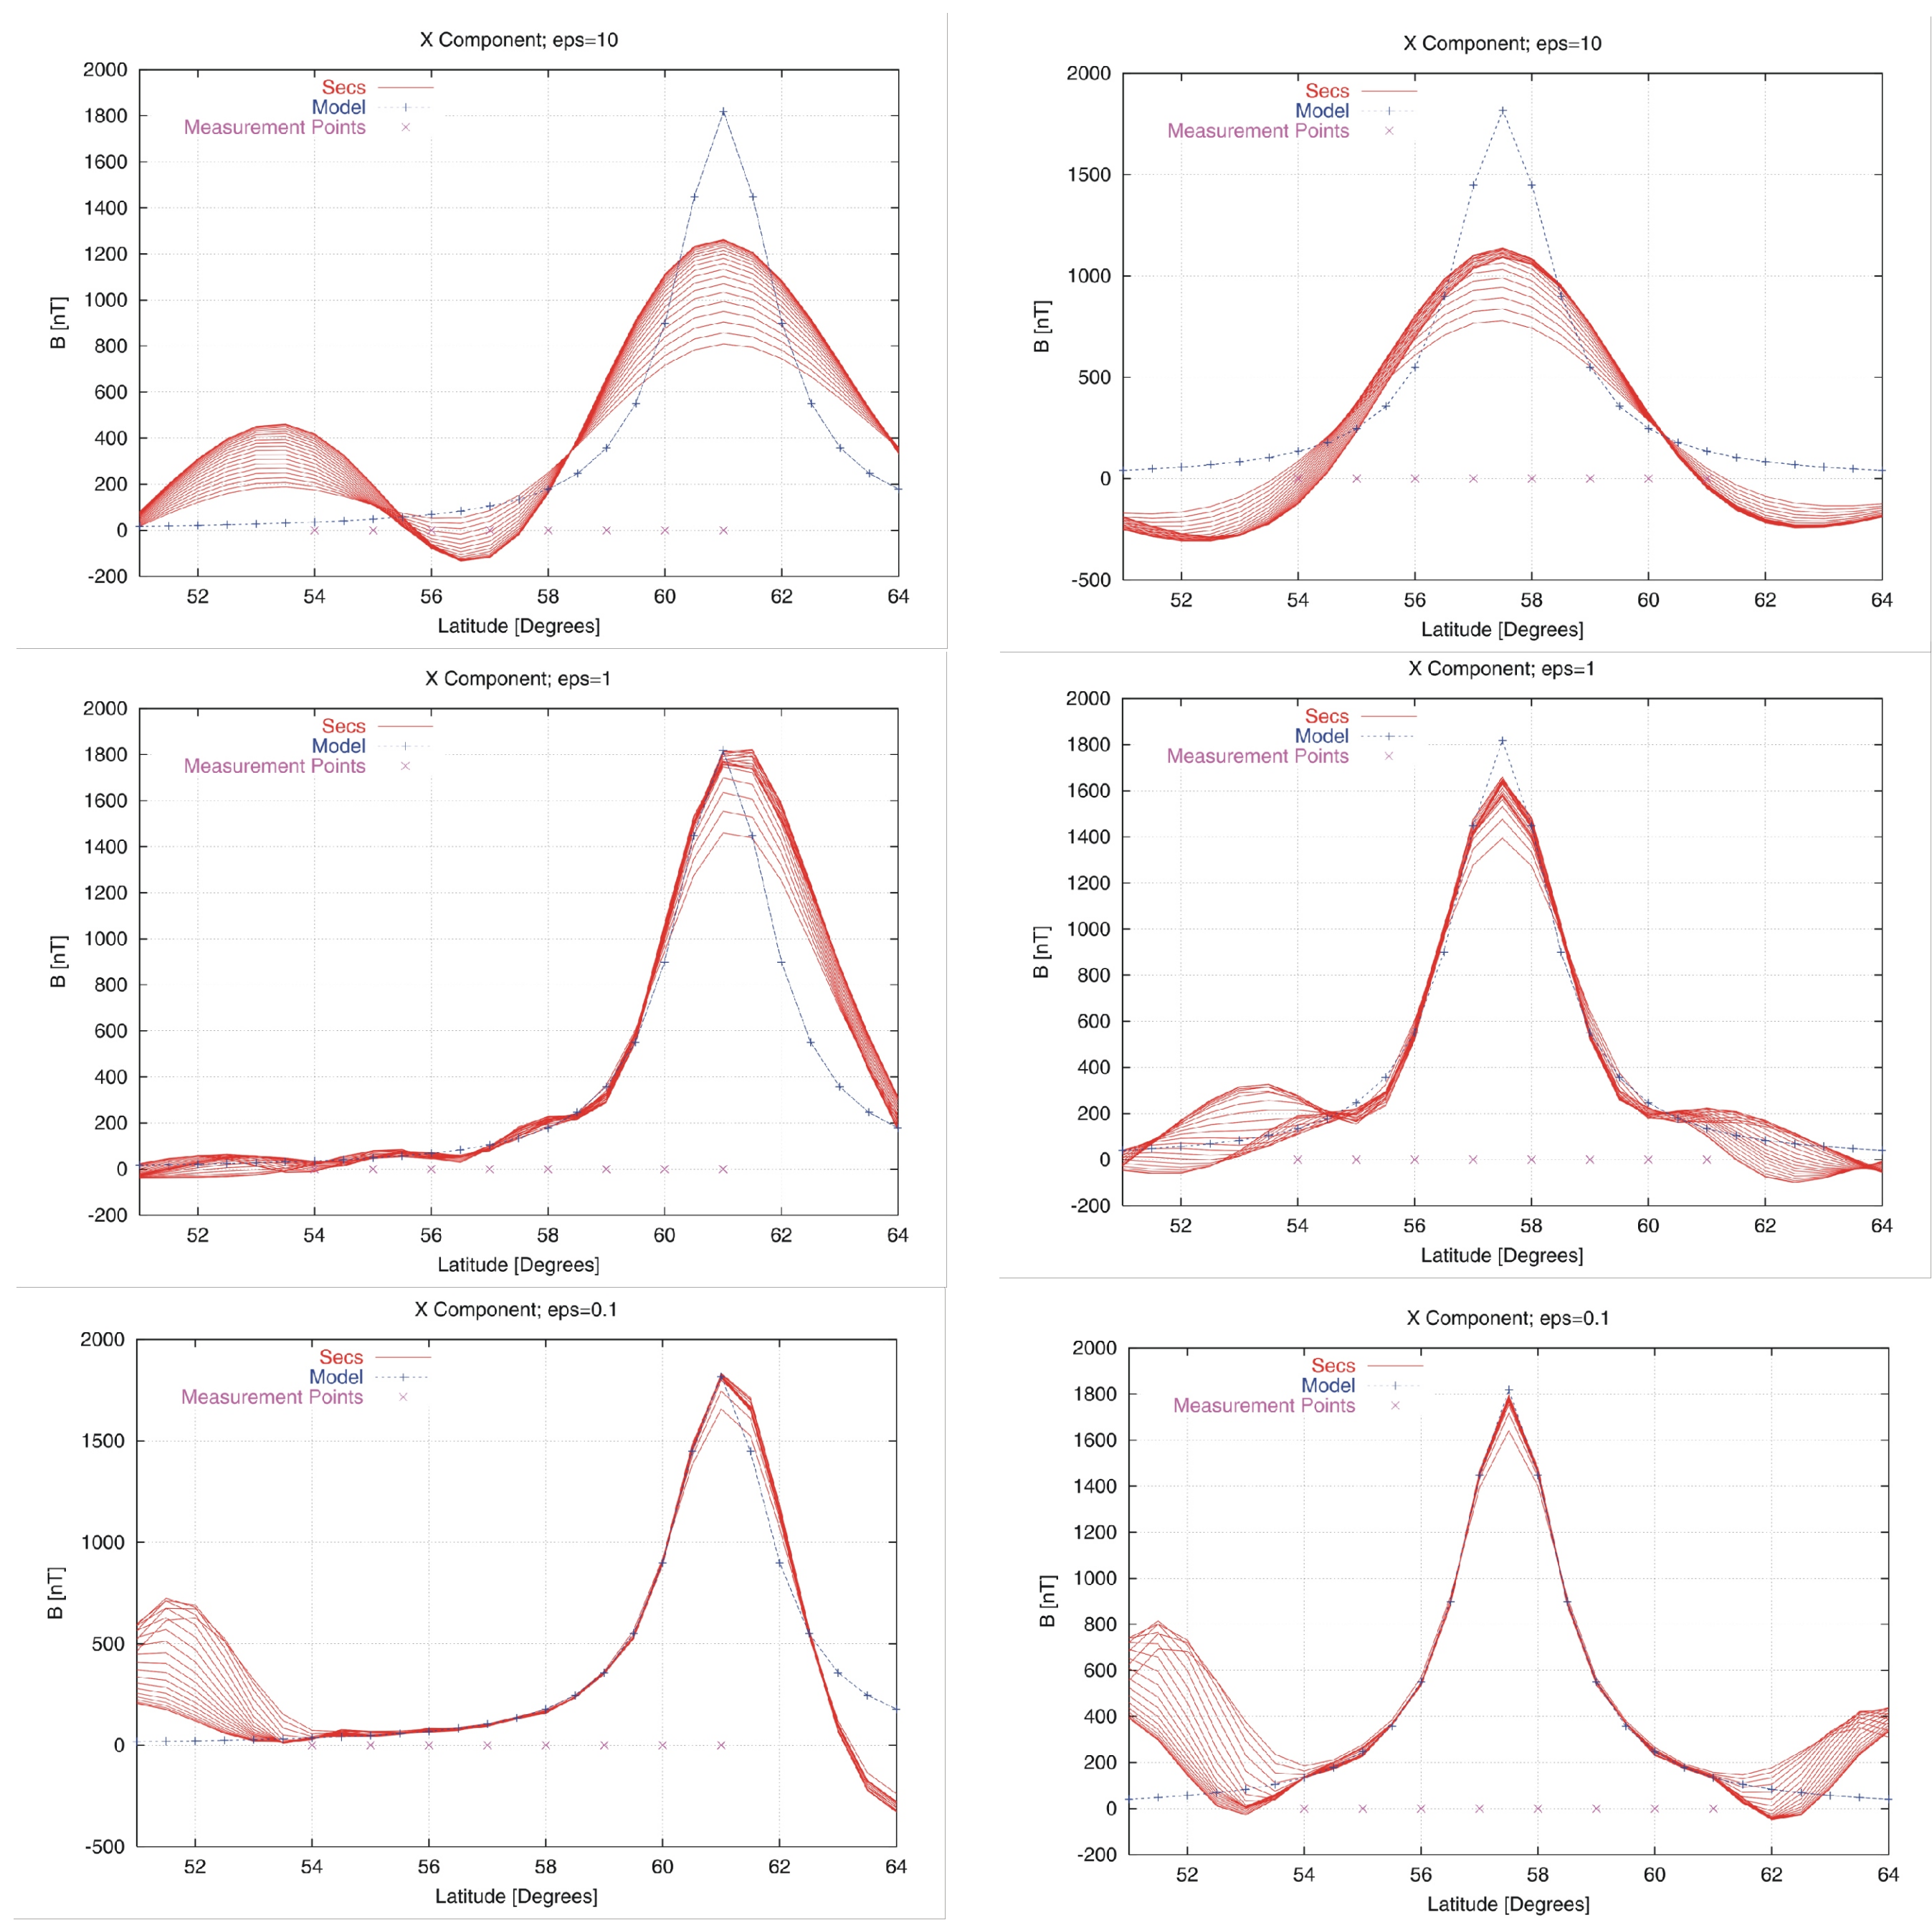 X Component; eps=10
2000
1800
1600
1400
1200
1000
800
600
400
200
0
-200
B [nT]
Secs
Model
Measurement Points
52 54 56 58 60 62 64
Latitude [Degrees]
X Component; eps=10
2000
1500
1000
500
0
-500
B [nT]
Secs
Model
Measurement Points
52 54 56 58 60 62 64
Latitude [Degrees]
X Component; eps=1
2000
1800
1600
1400
1200
1000
800
600
400
200
0
-200
B [nT]
Secs
Model
Measurement Points
52 54 56 58 60 62 64
Latitude [Degrees]
X Component; eps=1
2000
1800
1600
1400
1200
1000
800
600
400
200
0
-200
B [nT]
Secs
Model
Measurement Points
52 54 56 58 60 62 64
Latitude [Degrees]
X Component; eps=0.1
2000
1500
1000
500
0
-500
B [nT]
Secs
Model
Measurement Points
52 54 56 58 60 62 64
Latitude [Degrees]
X Component; eps=0.1
2000
1800
1600
1400
1200
1000
800
600
400
200
0
-200
B [nT]
Secs
Model
Measurement Points
52 54 56 58 60 62 64
Latitude [Degrees]